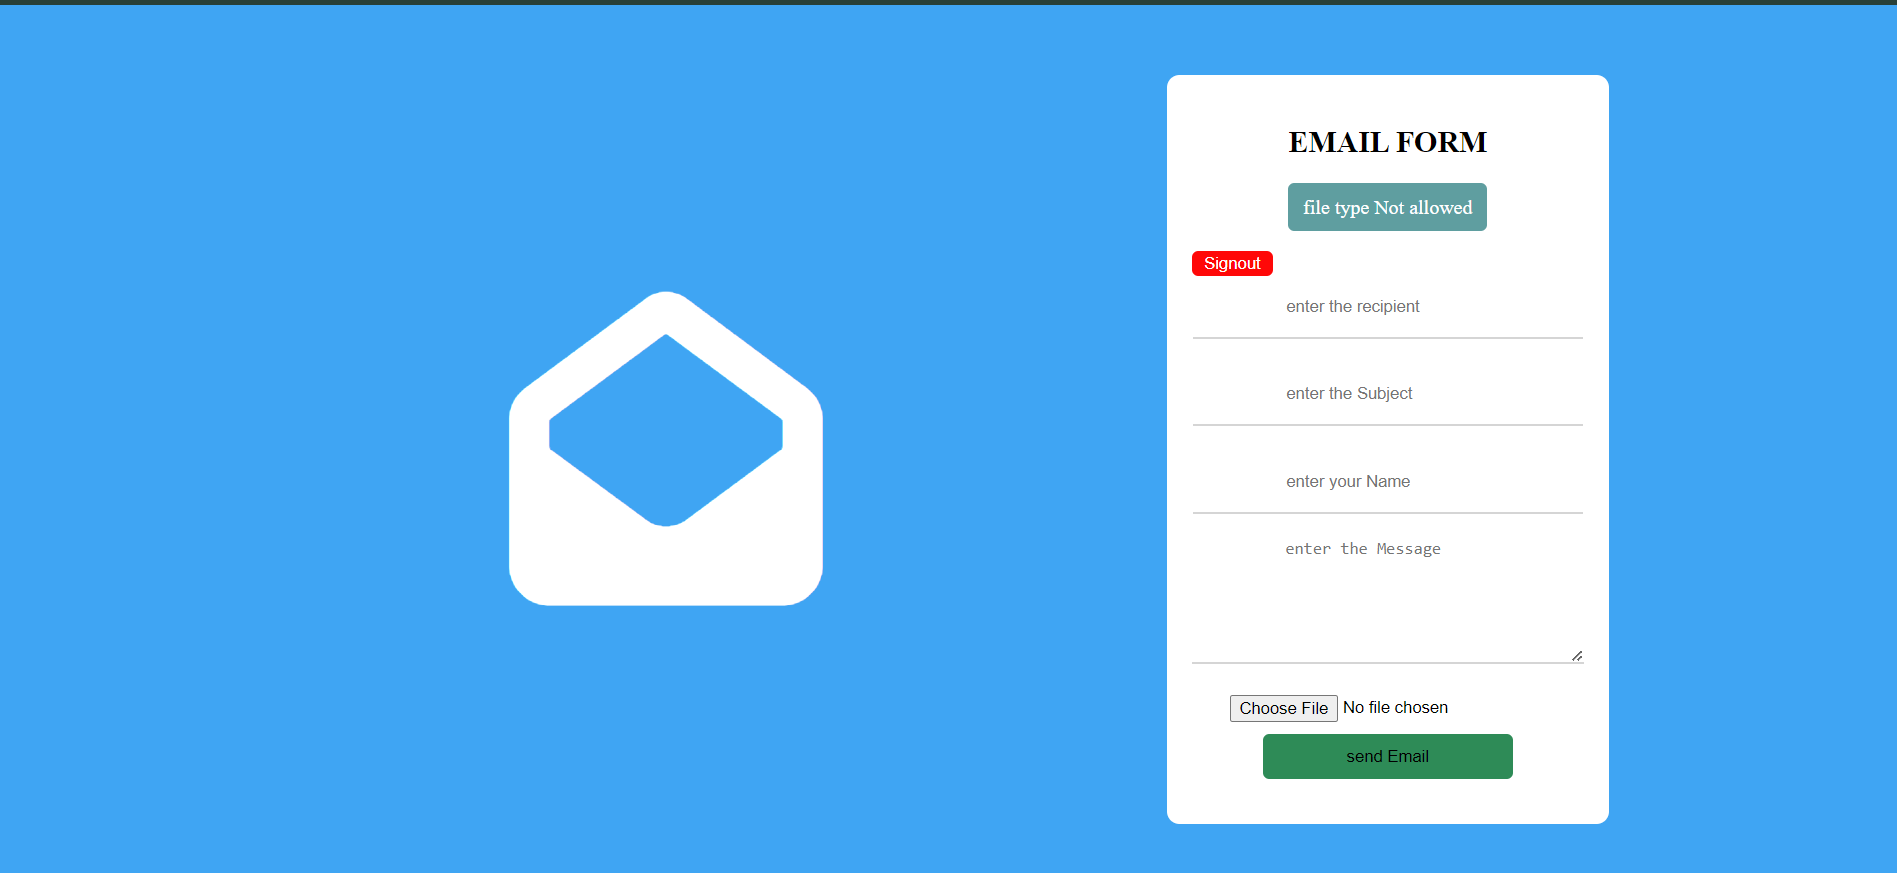 EMAIL FORM
file type Not allowed
Signout
enter the recipient
enter the Subject
enter your Name
enter the Message
Choose File No file chosen
send Email